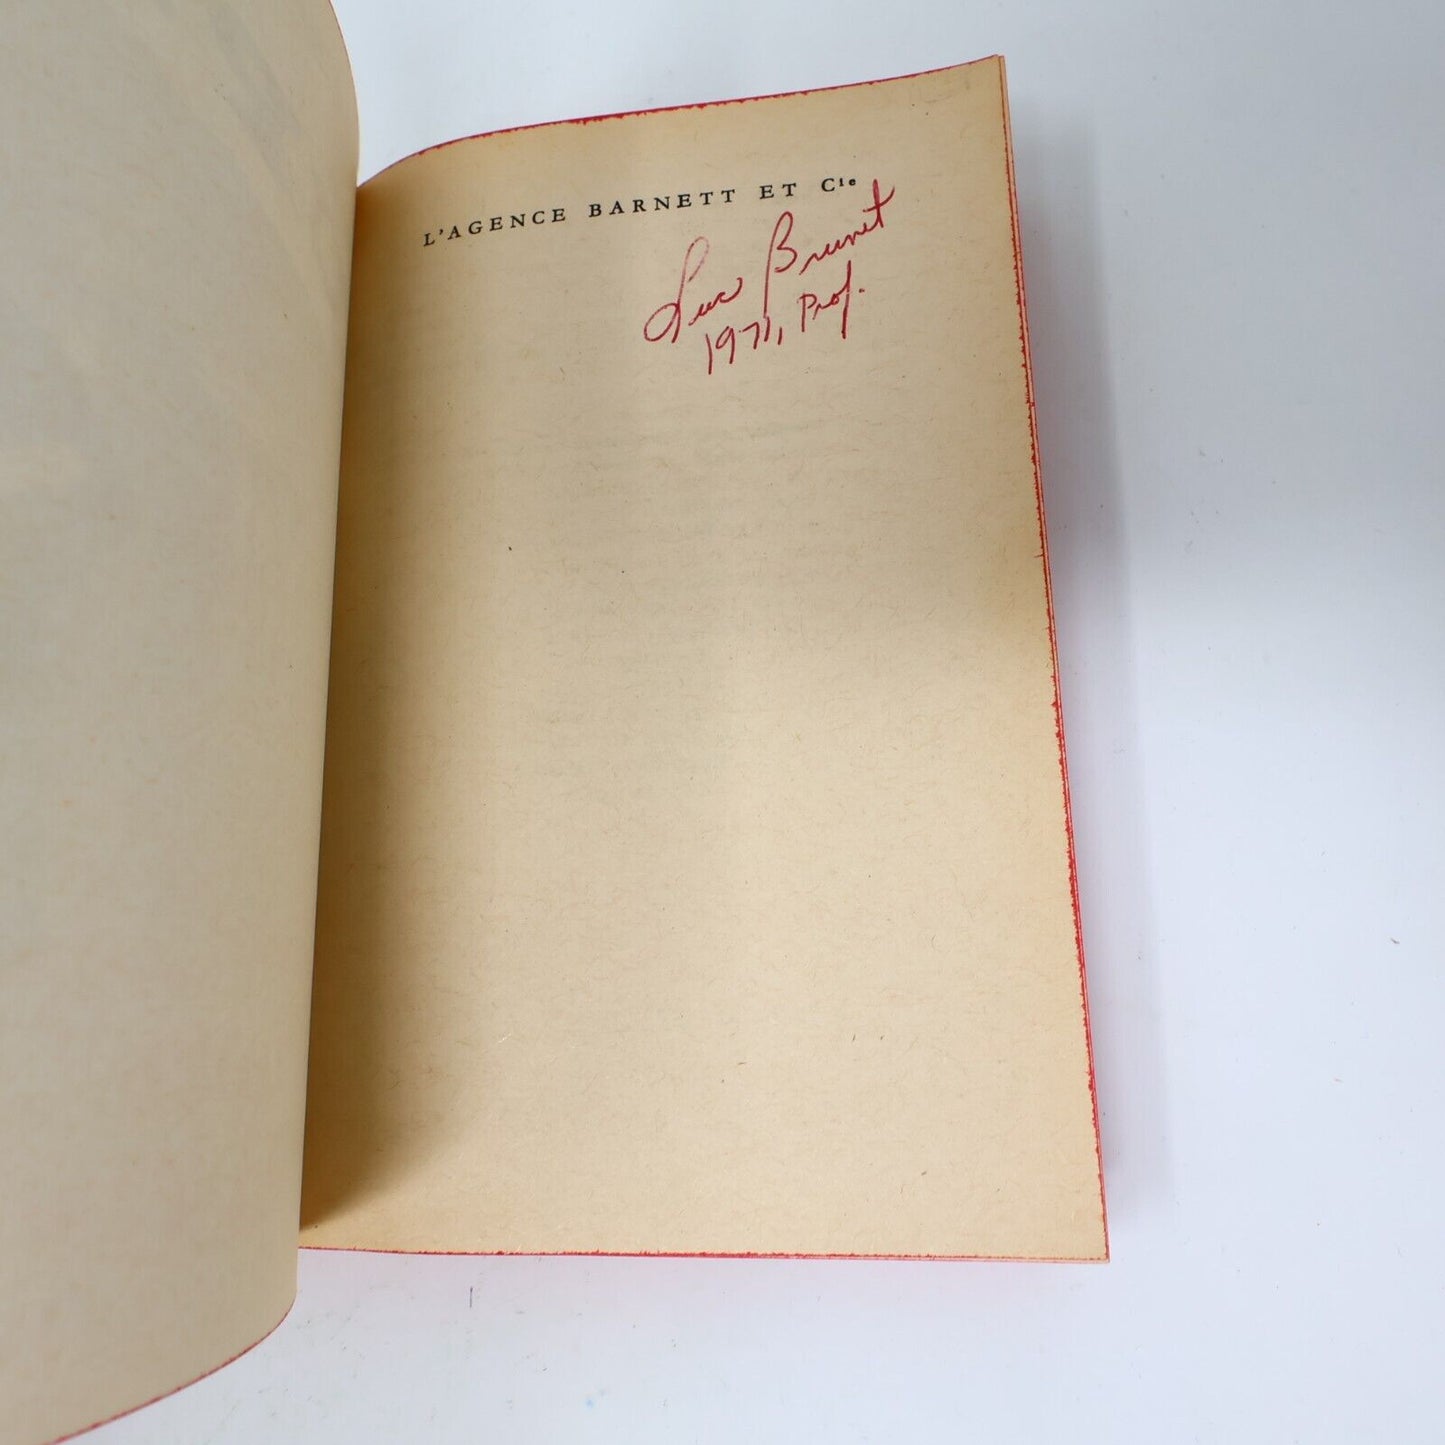 L'AGENCE BARNETT ET Cie
Luc Brunet
1971, Prof.